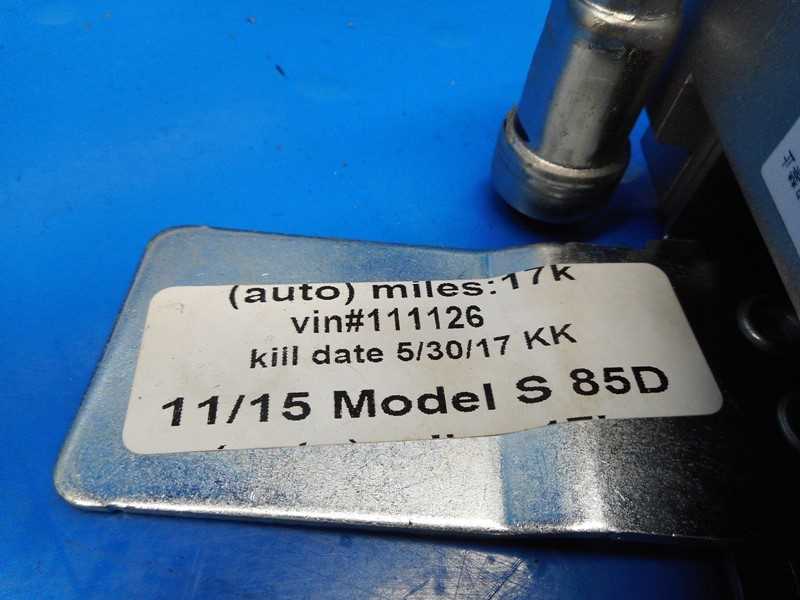 (auto) miles:17k
vin#111126
kill date 5/30/17 KK
11/15 Model S 85D